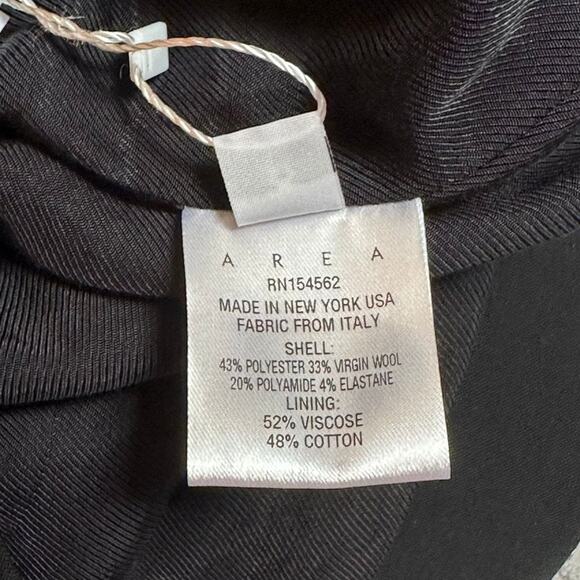 AREA
RN154562
MADE IN NEW YORK USA
FABRIC FROM ITALY
SHELL:
43% POLYESTER 33% VIRGIN WOOL
20% POLYAMIDE 4% ELASTANE
LINING:
52% VISCOSE
48% COTTON